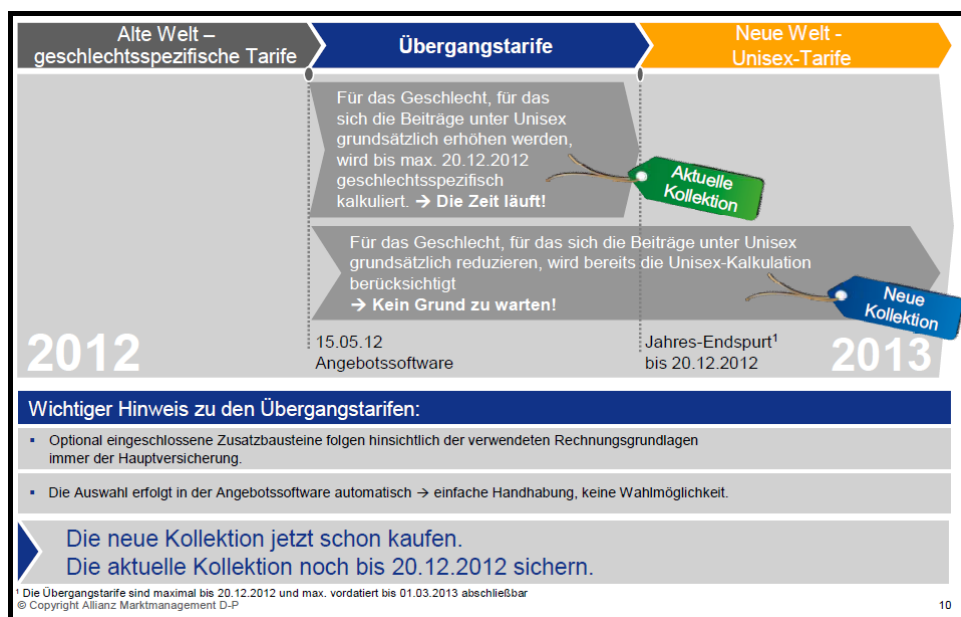 Alte Welt –
geschlechtsspezifische Tarife
Übergangstarife
Neue Welt -
Unisex-Tarife
Für das Geschlecht, für das
sich die Beiträge unter Unisex
grundsätzlich erhöhen werden,
wird bis max. 20.12.2012
geschlechtsspezifisch
kalkuliert. → Die Zeit läuft!
Aktuelle
Kollektion
Für das Geschlecht, für das sich die Beiträge unter Unisex
grundsätzlich reduzieren, wird bereits die Unisex-Kalkulation
berücksichtigt
→ Kein Grund zu warten!
Neue
Kollektion
2012
15.05.12
Angebotssoftware
Jahres-Endspurt¹
bis 20.12.2012
2013
Wichtiger Hinweis zu den Übergangstarifen:
▪ Optional eingeschlossene Zusatzbausteine folgen hinsichtlich der verwendeten Rechnungsgrundlagen
immer der Hauptversicherung.
▪ Die Auswahl erfolgt in der Angebotssoftware automatisch → einfache Handhabung, keine Wahlmöglichkeit.
Die neue Kollektion jetzt schon kaufen.
Die aktuelle Kollektion noch bis 20.12.2012 sichern.
¹ Die Übergangstarife sind maximal bis 20.12.2012 und max. vordatiert bis 01.03.2013 abschließbar
© Copyright Allianz Marktmanagement D-P
10